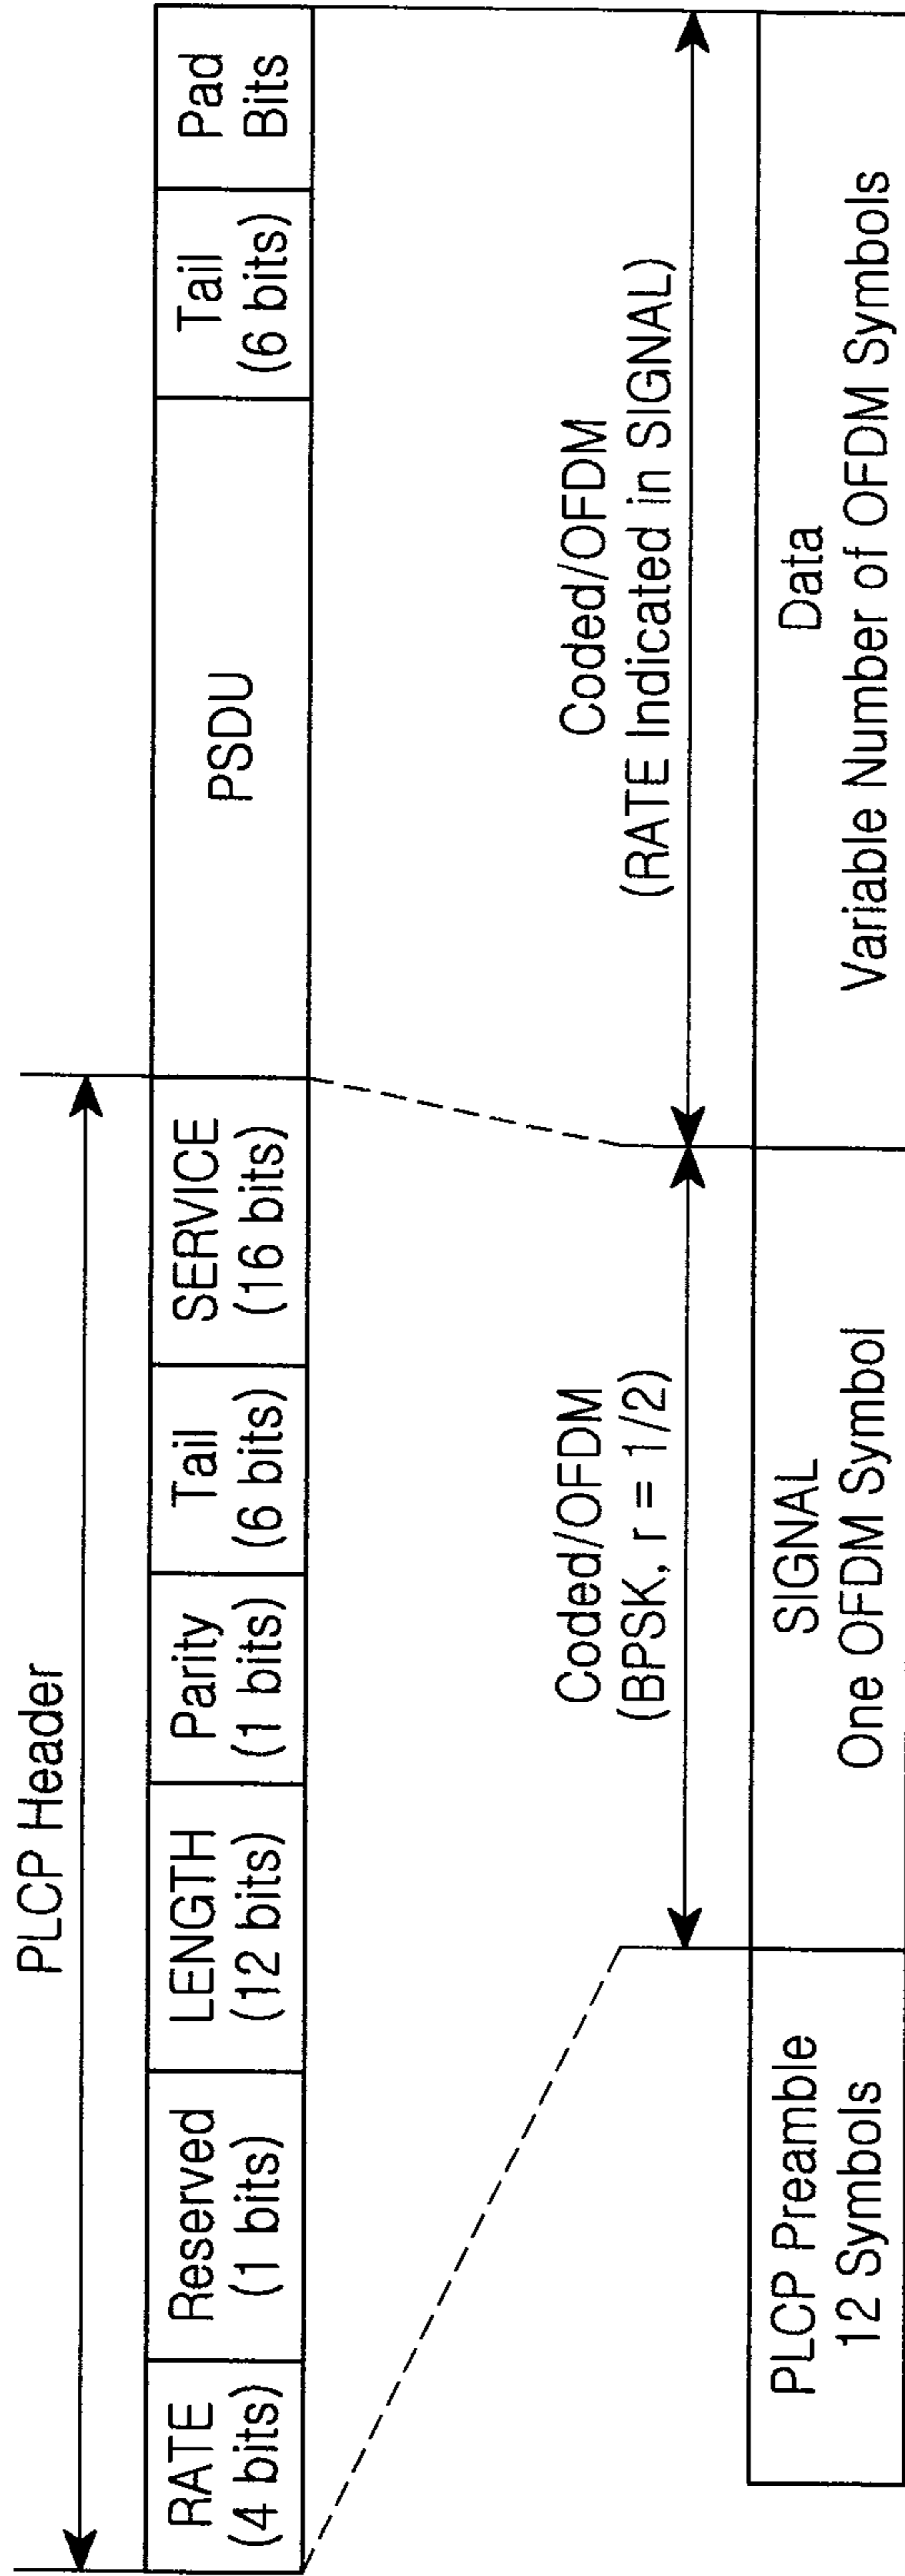 PLCP Header
RATE
(4 bits)
Reserved
(1 bits)
LENGTH
(12 bits)
Parity
(1 bits)
Tail
(6 bits)
SERVICE
(16 bits)
PSDU
Tail
(6 bits)
Pad
Bits
Coded/OFDM
(BPSK, r = 1/2)
Coded/OFDM
(RATE Indicated in SIGNAL)
PLCP Preamble
12 Symbols
SIGNAL
One OFDM Symbol
Data
Variable Number of OFDM Symbols